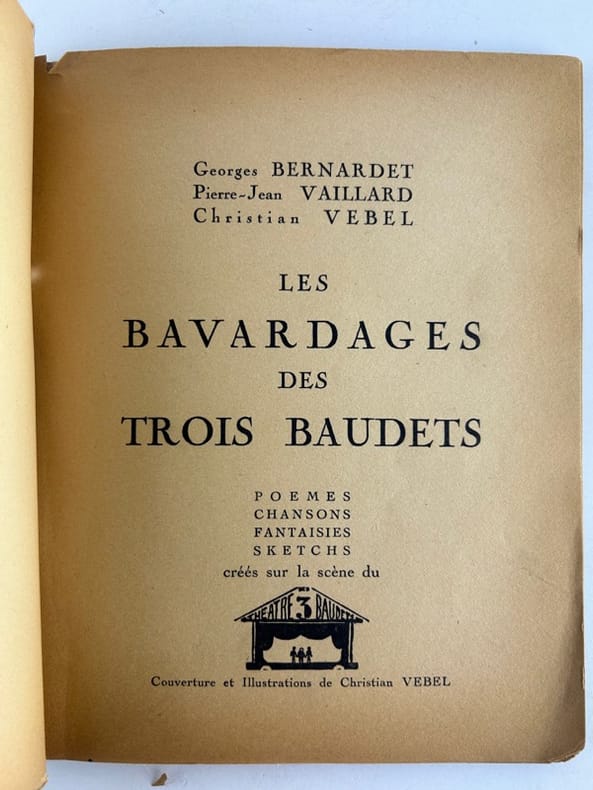 Georges BERNARDET
Pierre-Jean VAILLARD
Christian VEBEL
LES
BAVARDAGES
DES
TROIS BAUDETS
POEMES
CHANSONS
FANTAISIES
SKETCHS
créés sur la scène du
THEATRE DES 3 BAUDETS
Couverture et Illustrations de Christian VEBEL